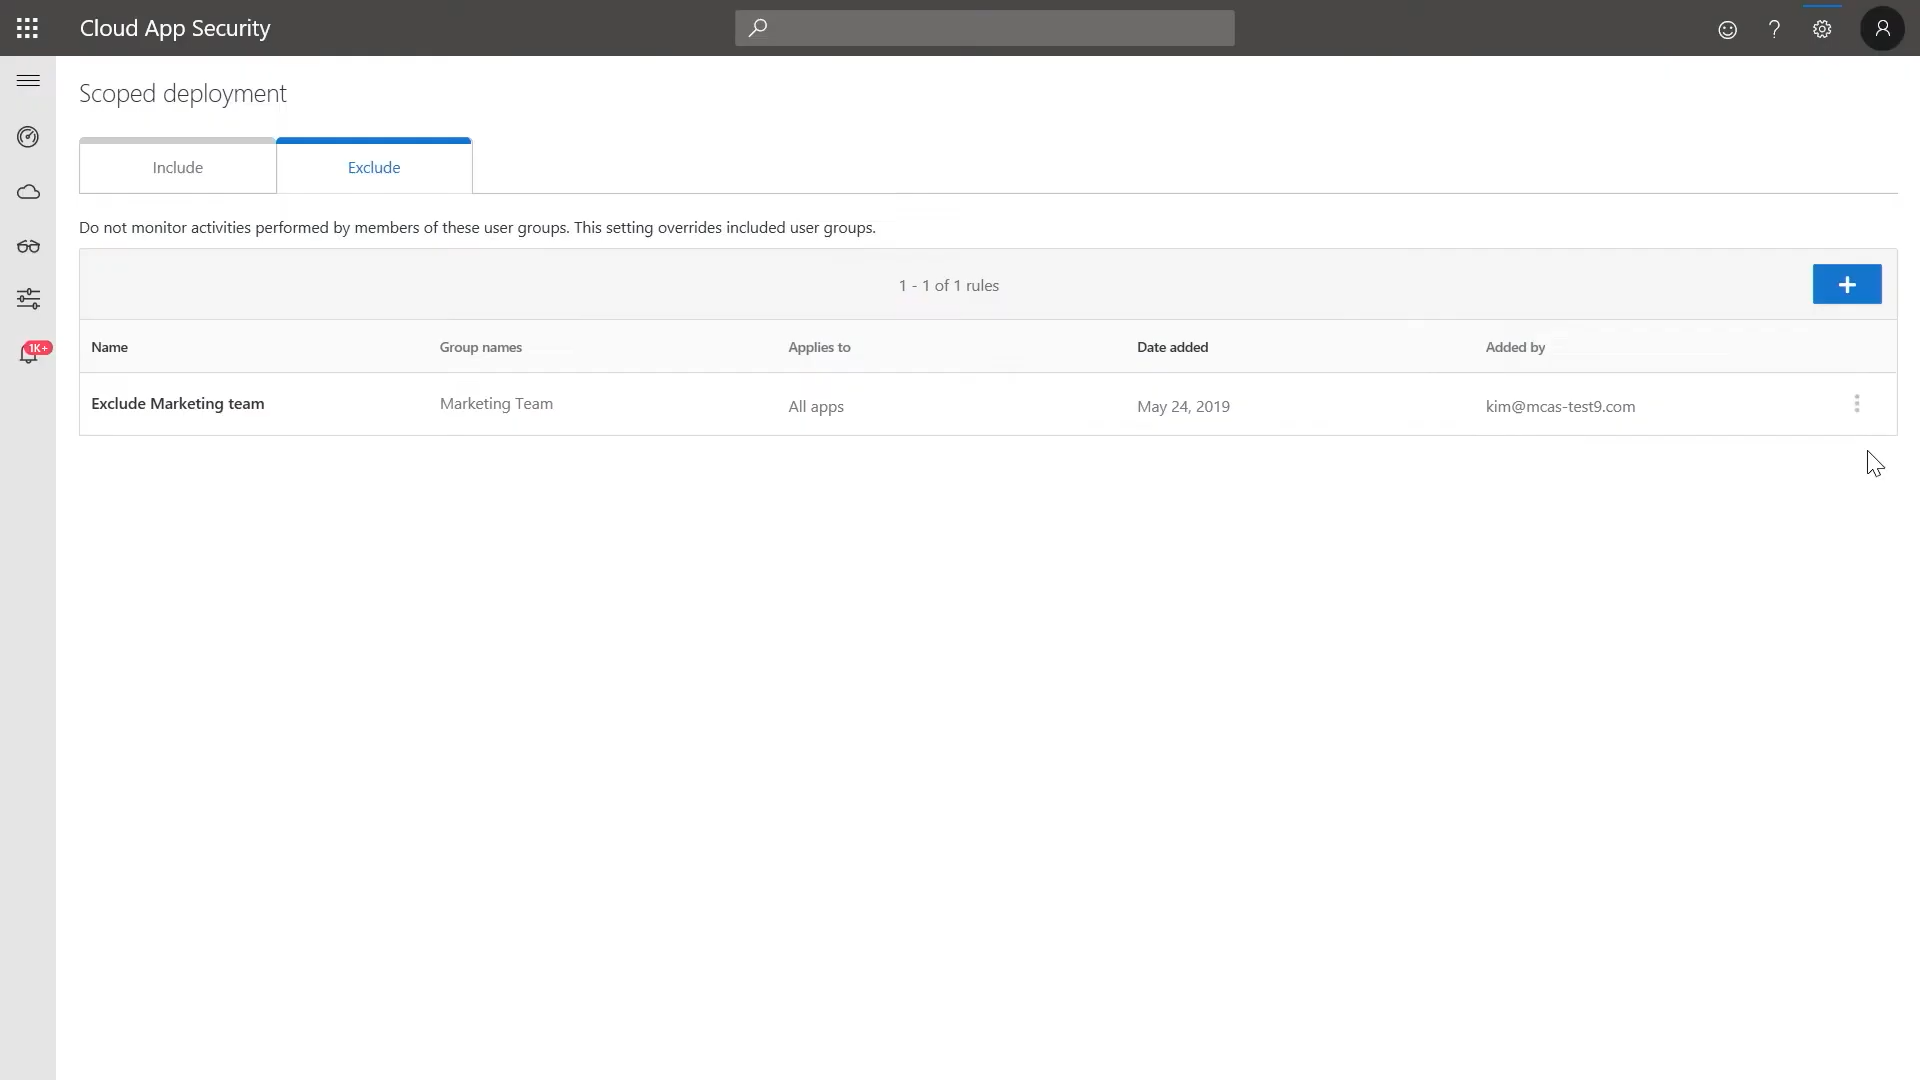 Cloud App Security
?
Scoped deployment
Include
Exclude
Do not monitor activities performed by members of these user groups. This setting overrides included user groups.
1 - 1 of 1 rules
+
1K+
Name Group names Applies to Date added Added by
Exclude Marketing team Marketing Team All apps May 24, 2019 kim@mcas-test9.com